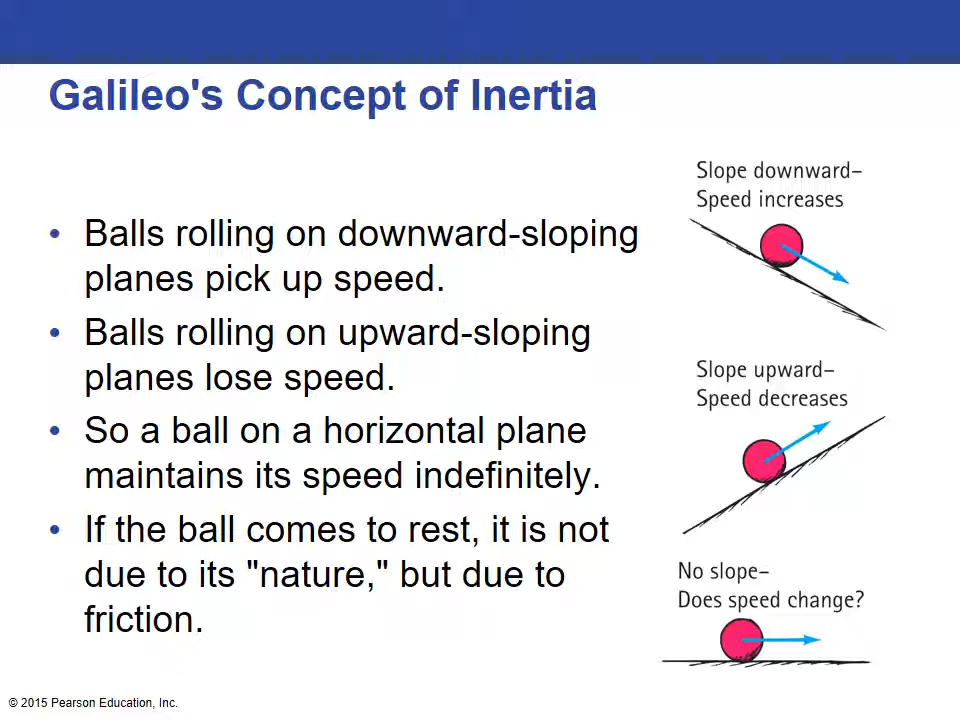 Galileo's Concept of Inertia
• Balls rolling on downward-sloping
planes pick up speed.
• Balls rolling on upward-sloping
planes lose speed.
• So a ball on a horizontal plane
maintains its speed indefinitely.
• If the ball comes to rest, it is not
due to its "nature," but due to
friction.
Slope downward–
Speed increases
Slope upward–
Speed decreases
No slope–
Does speed change?
© 2015 Pearson Education, Inc.